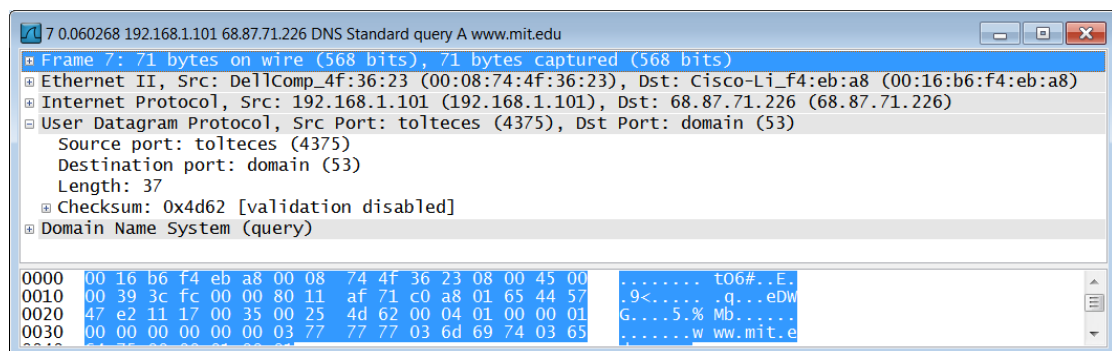 7 0.060268 192.168.1.101 68.87.71.226 DNS Standard query A www.mit.edu
Frame 7: 71 bytes on wire (568 bits), 71 bytes captured (568 bits)
Ethernet II, Src: DellComp_4f:36:23 (00:08:74:4f:36:23), Dst: Cisco-Li_f4:eb:a8 (00:16:b6:f4:eb:a8)
Internet Protocol, Src: 192.168.1.101 (192.168.1.101), Dst: 68.87.71.226 (68.87.71.226)
User Datagram Protocol, Src Port: tolteces (4375), Dst Port: domain (53)
Source port: tolteces (4375)
Destination port: domain (53)
Length: 37
Checksum: 0x4d62 [validation disabled]
Domain Name System (query)
0000 00 16 b6 f4 eb a8 00 08 74 4f 36 23 08 00 45 00 ........ tO6#..E.
0010 00 39 3c fc 00 00 80 11 af 71 c0 a8 01 65 44 57 .9<..... .q...eDW
0020 47 e2 11 17 00 35 00 25 4d 62 00 04 01 00 00 01 G....5.% Mb......
0030 00 00 00 00 00 00 03 77 77 77 03 6d 69 74 03 65 .......w ww.mit.e